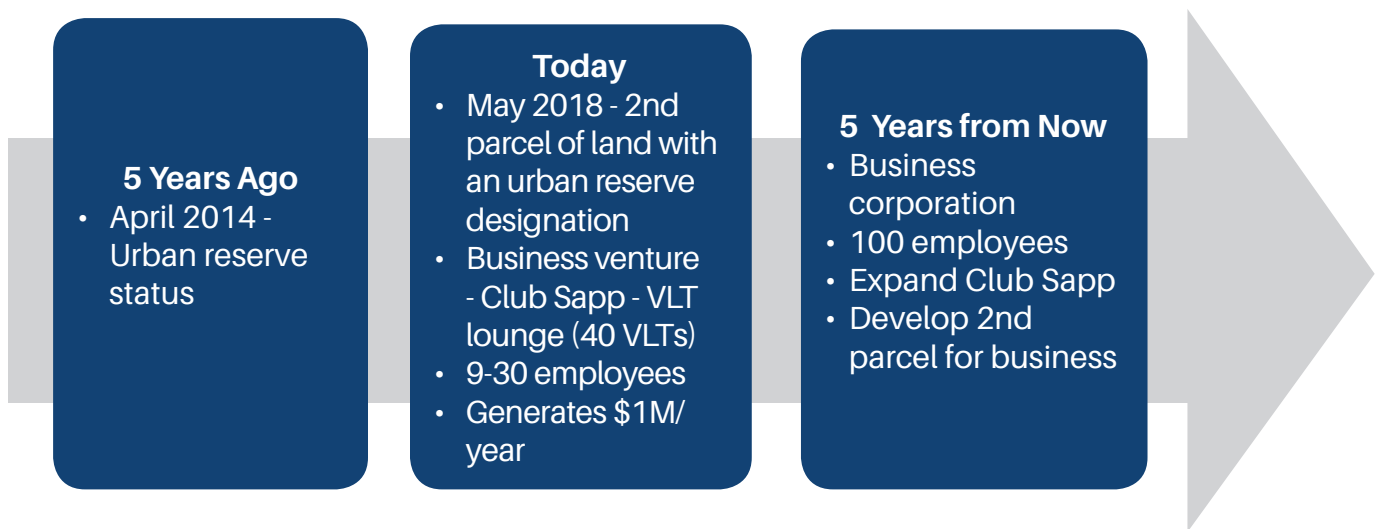 5 Years Ago
• April 2014 -
Urban reserve
status
Today
• May 2018 - 2nd
parcel of land with
an urban reserve
designation
• Business venture
- Club Sapp - VLT
lounge (40 VLTs)
• 9-30 employees
• Generates $1M/
year
5 Years from Now
• Business
corporation
• 100 employees
• Expand Club Sapp
• Develop 2nd
parcel for business